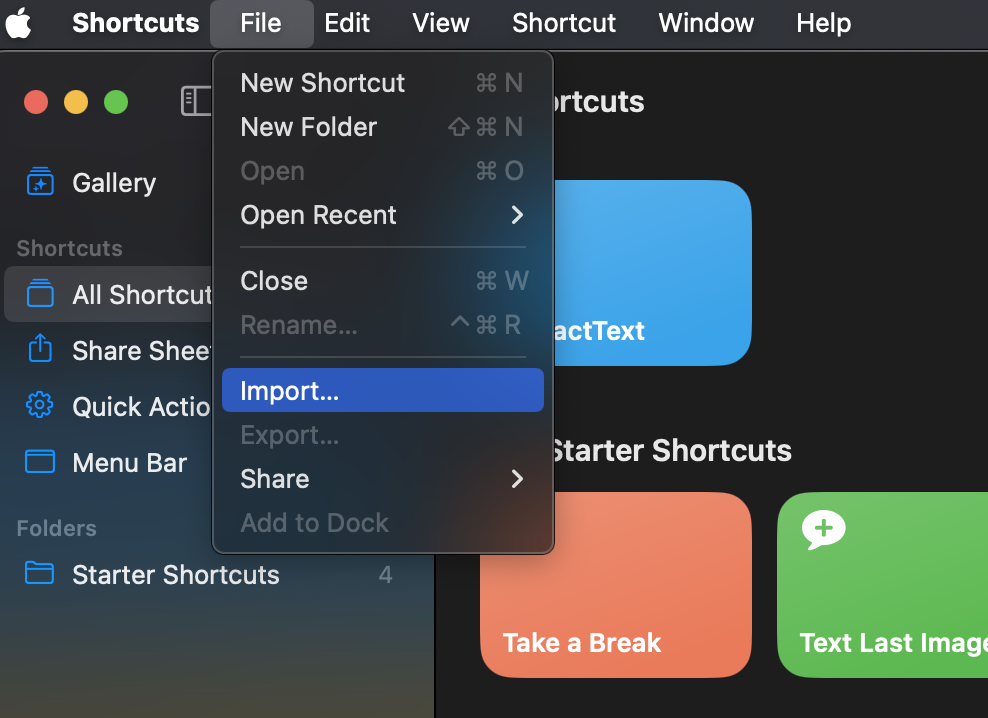 Shortcuts File Edit View Shortcut Window Help
New Shortcut ⌘ N
New Folder ⇧ ⌘ N
Open ⌘ O
Open Recent
Close ⌘ W
Rename... ^ ⌘ R
Import...
Export...
Share
Add to Dock
Gallery
Shortcuts
All Shortcut
Share Shee
Quick Actio
Menu Bar
Folders
Starter Shortcuts 4
ortcuts
actText
Starter Shortcuts
Take a Break
Text Last Image